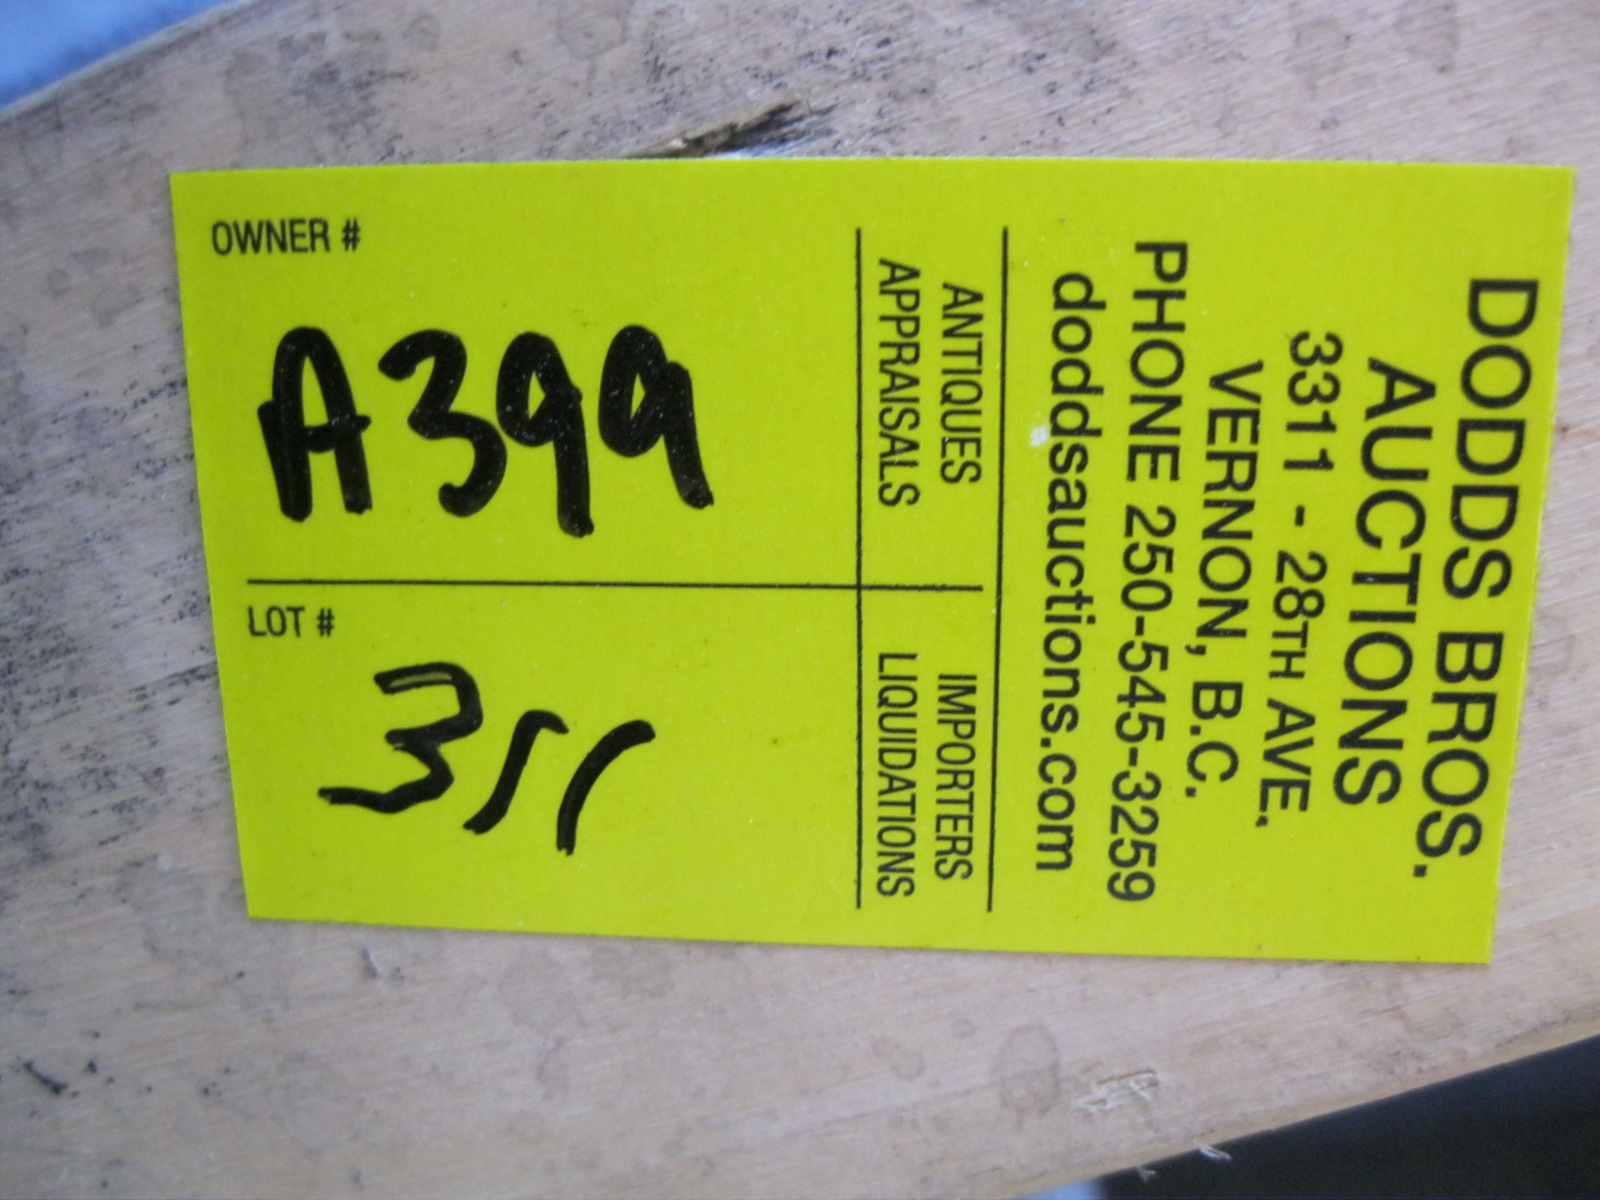 DODDS BROS.
AUCTIONS
3311 - 28TH AVE.
VERNON, B.C.
PHONE 250-545-3259
doddsauctions.com
ANTIQUES
APPRAISALS
IMPORTERS
LIQUIDATIONS
OWNER #
A399
LOT #
311